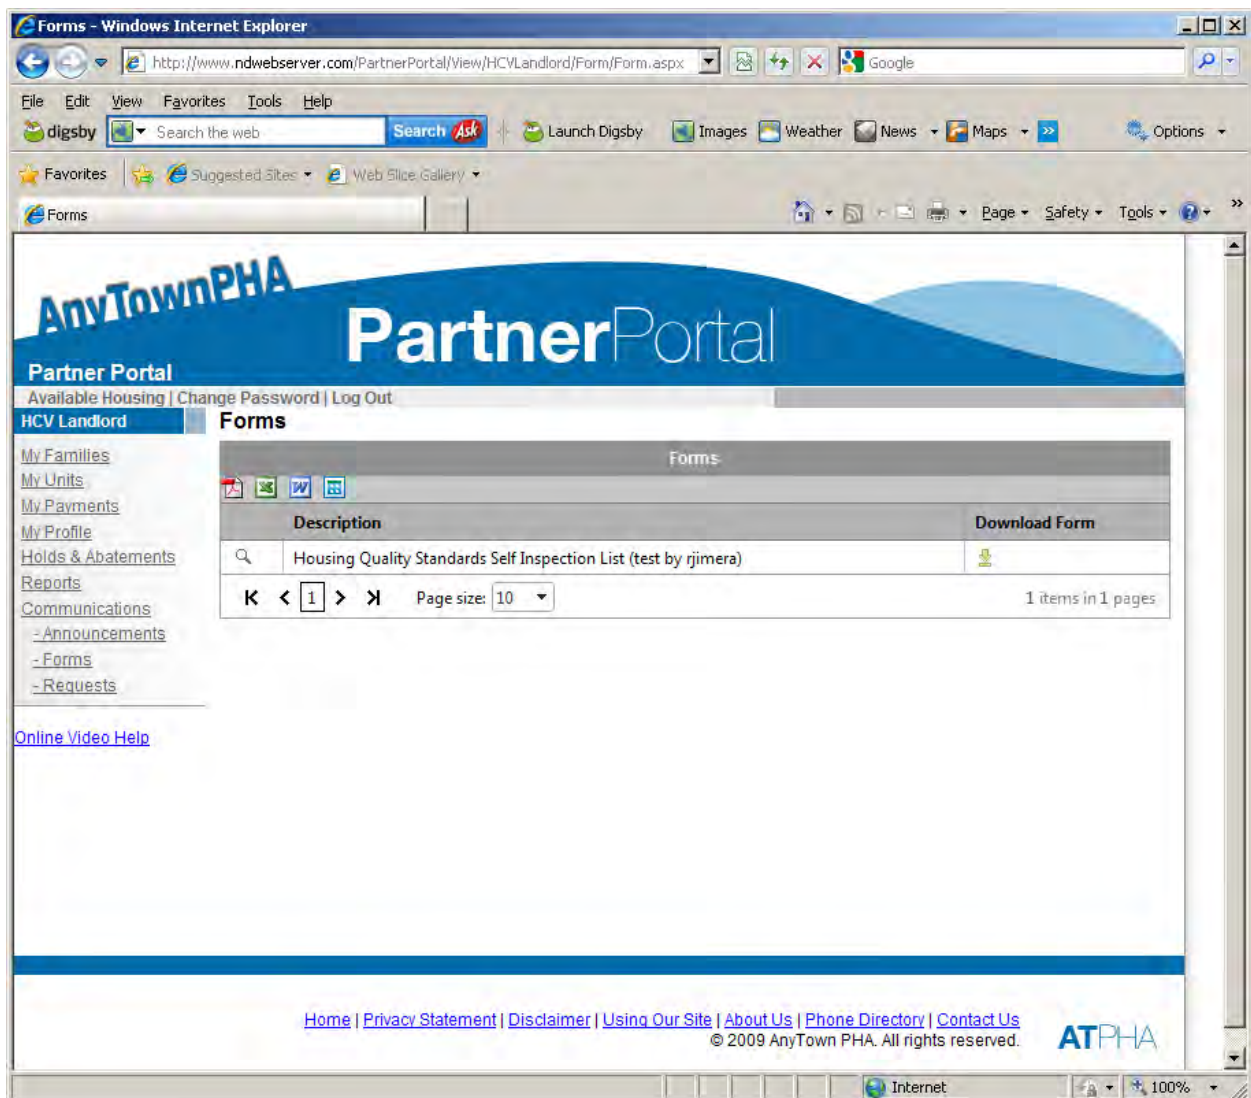 Forms - Windows Internet Explorer
http://www.ndwebserver.com/PartnerPortal/View/HCVLandlord/Form/Form.aspx Google
File Edit View Favorites Tools Help
digsby Search the web Search Ask Launch Digsby Images Weather News Maps » Options
Favorites Suggested Sites Web Slice Gallery
Forms Page Safety Tools »
AnyTownPHA
PartnerPortal
Partner Portal
Available Housing | Change Password | Log Out
HCV Landlord
Forms
My Families
My Units
My Payments
My Profile
Holds & Abatements
Reports
Communications
- Announcements
- Forms
- Requests
Online Video Help
Forms
Description Download Form
Housing Quality Standards Self Inspection List (test by rjimera)
1 Page size: 10 1 items in 1 pages
Home | Privacy Statement | Disclaimer | Using Our Site | About Us | Phone Directory | Contact Us
© 2009 AnyTown PHA. All rights reserved.
ATPHA
Internet 100%